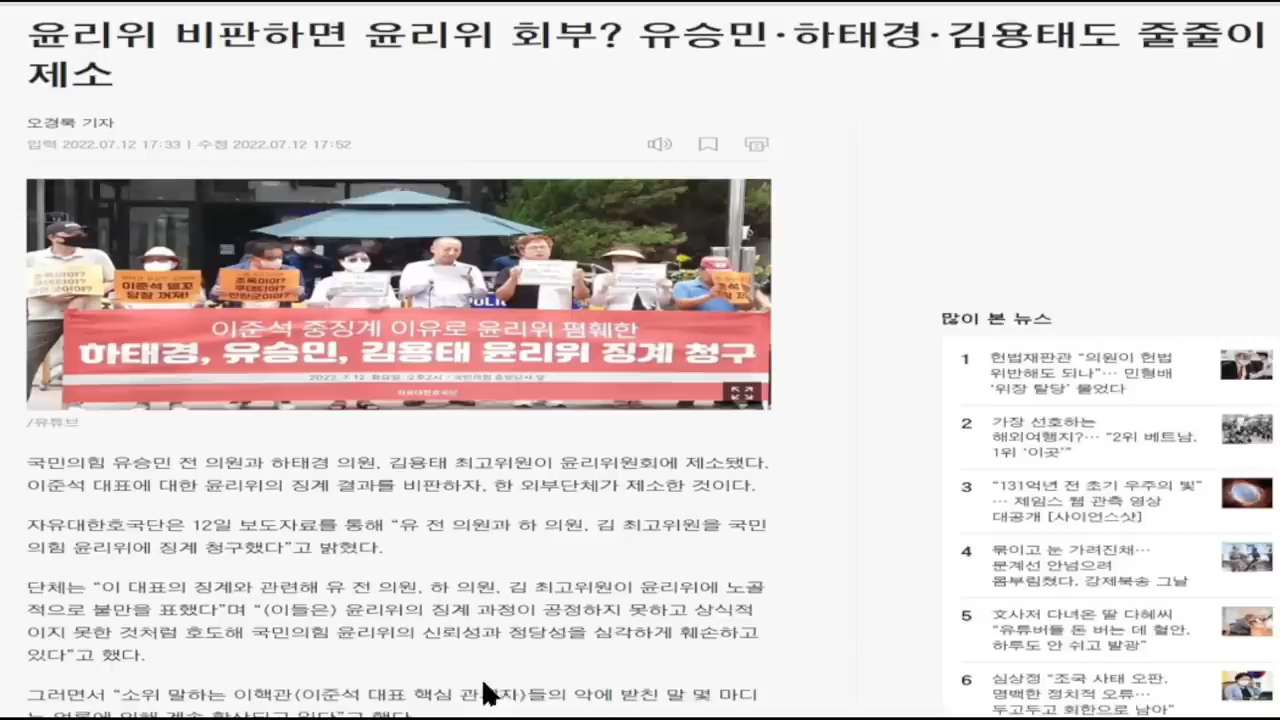 윤리위 비판하면 윤리위 회부? 유승민·하태경·김용태도 줄줄이
제소
오경묵 기자
입력 2022.07.12 17:33 | 수정 2022.07.12 17:52
이준석 중징계 이유로 윤리위 폄훼한
하태경, 유승민, 김용태 윤리위 징계 청구
2022. 7. 12
자유대한호국단
/유튜브
국민의힘 유승민 전 의원과 하태경 의원, 김용태 최고위원이 윤리위원회에 제소됐다.
이준석 대표에 대한 윤리위의 징계 결과를 비판하자, 한 외부단체가 제소한 것이다.
자유대한호국단은 12일 보도자료를 통해 “유 전 의원과 하 의원, 김 최고위원을 국민
의힘 윤리위에 징계 청구했다”고 밝혔다.
단체는 “이 대표의 징계와 관련해 유 전 의원, 하 의원, 김 최고위원이 윤리위에 노골
적으로 불만을 표했다”며 “(이들은) 윤리위의 징계 과정이 공정하지 못하고 상식적
이지 못한 것처럼 호도해 국민의힘 윤리위의 신뢰성과 정당성을 심각하게 훼손하고
있다”고 했다.
그러면서 “소위 말하는 이핵관(이준석 대표 핵심 관 자)들의 악에 받친 말 몇 마디
많이 본 뉴스
1 헌법재판관 “의원이 헌법
위반해도 되나”… 민형배
‘위장 탈당’ 물었다
2 가장 선호하는
해외여행지?… “2위 베트남,
1위 ‘이곳’”
3 “131억년 전 초기 우주의 빛”
… 제임스 웹 관측 영상
대공개 [사이언스샷]
4 묶이고 눈 가려진채…
문계선 안넘으려
몸부림쳤다, 강제북송 그날
5 文사저 다녀온 딸 다혜씨
“유튜버들 돈 버는 데 혈안,
하루도 안 쉬고 발광”
6 심상정 “조국 사태 오판,
명백한 정치적 오류…
두고두고 회한으로 남아”